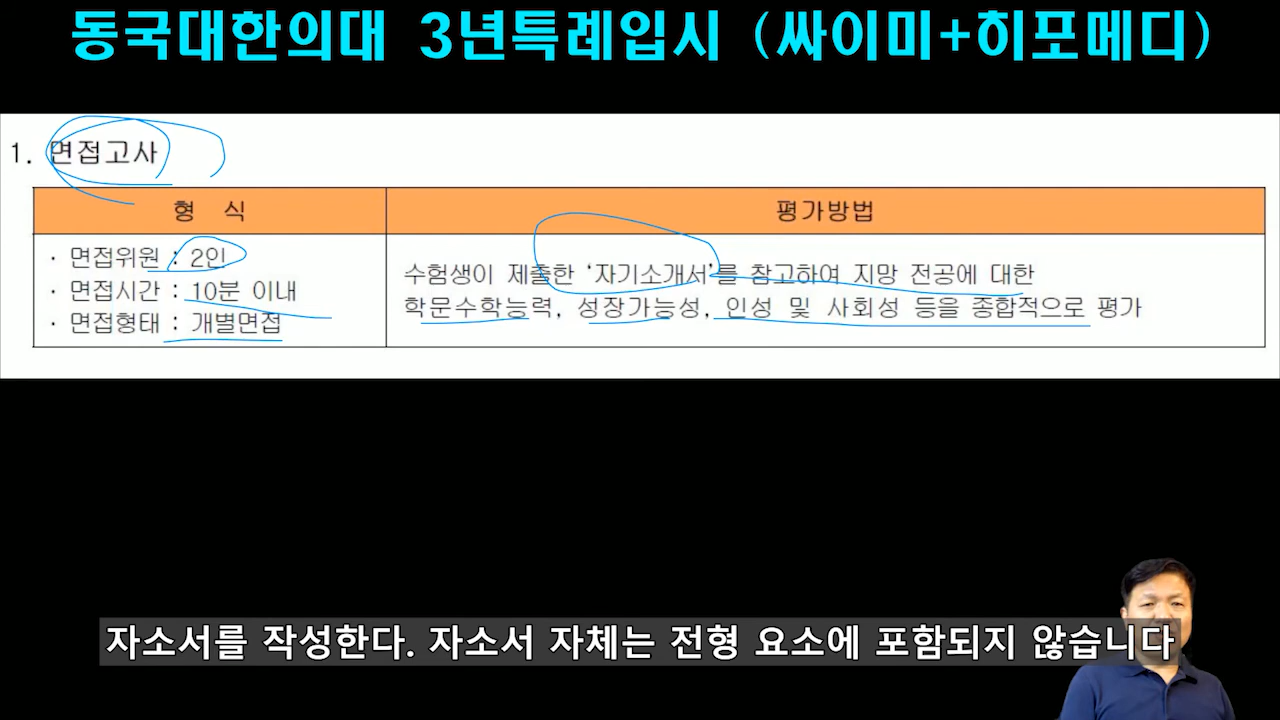 동국대한의대 3년특례입시 (싸이미+히포메디)
1. 면접고사
형 식
평가방법
· 면접위원 : 2인
· 면접시간 : 10분 이내
· 면접형태 : 개별면접
수험생이 제출한 ‘자기소개서’를 참고하여 지망 전공에 대한
학문수학능력, 성장가능성, 인성 및 사회성 등을 종합적으로 평가
자소서를 작성한다. 자소서 자체는 전형 요소에 포함되지 않습니다